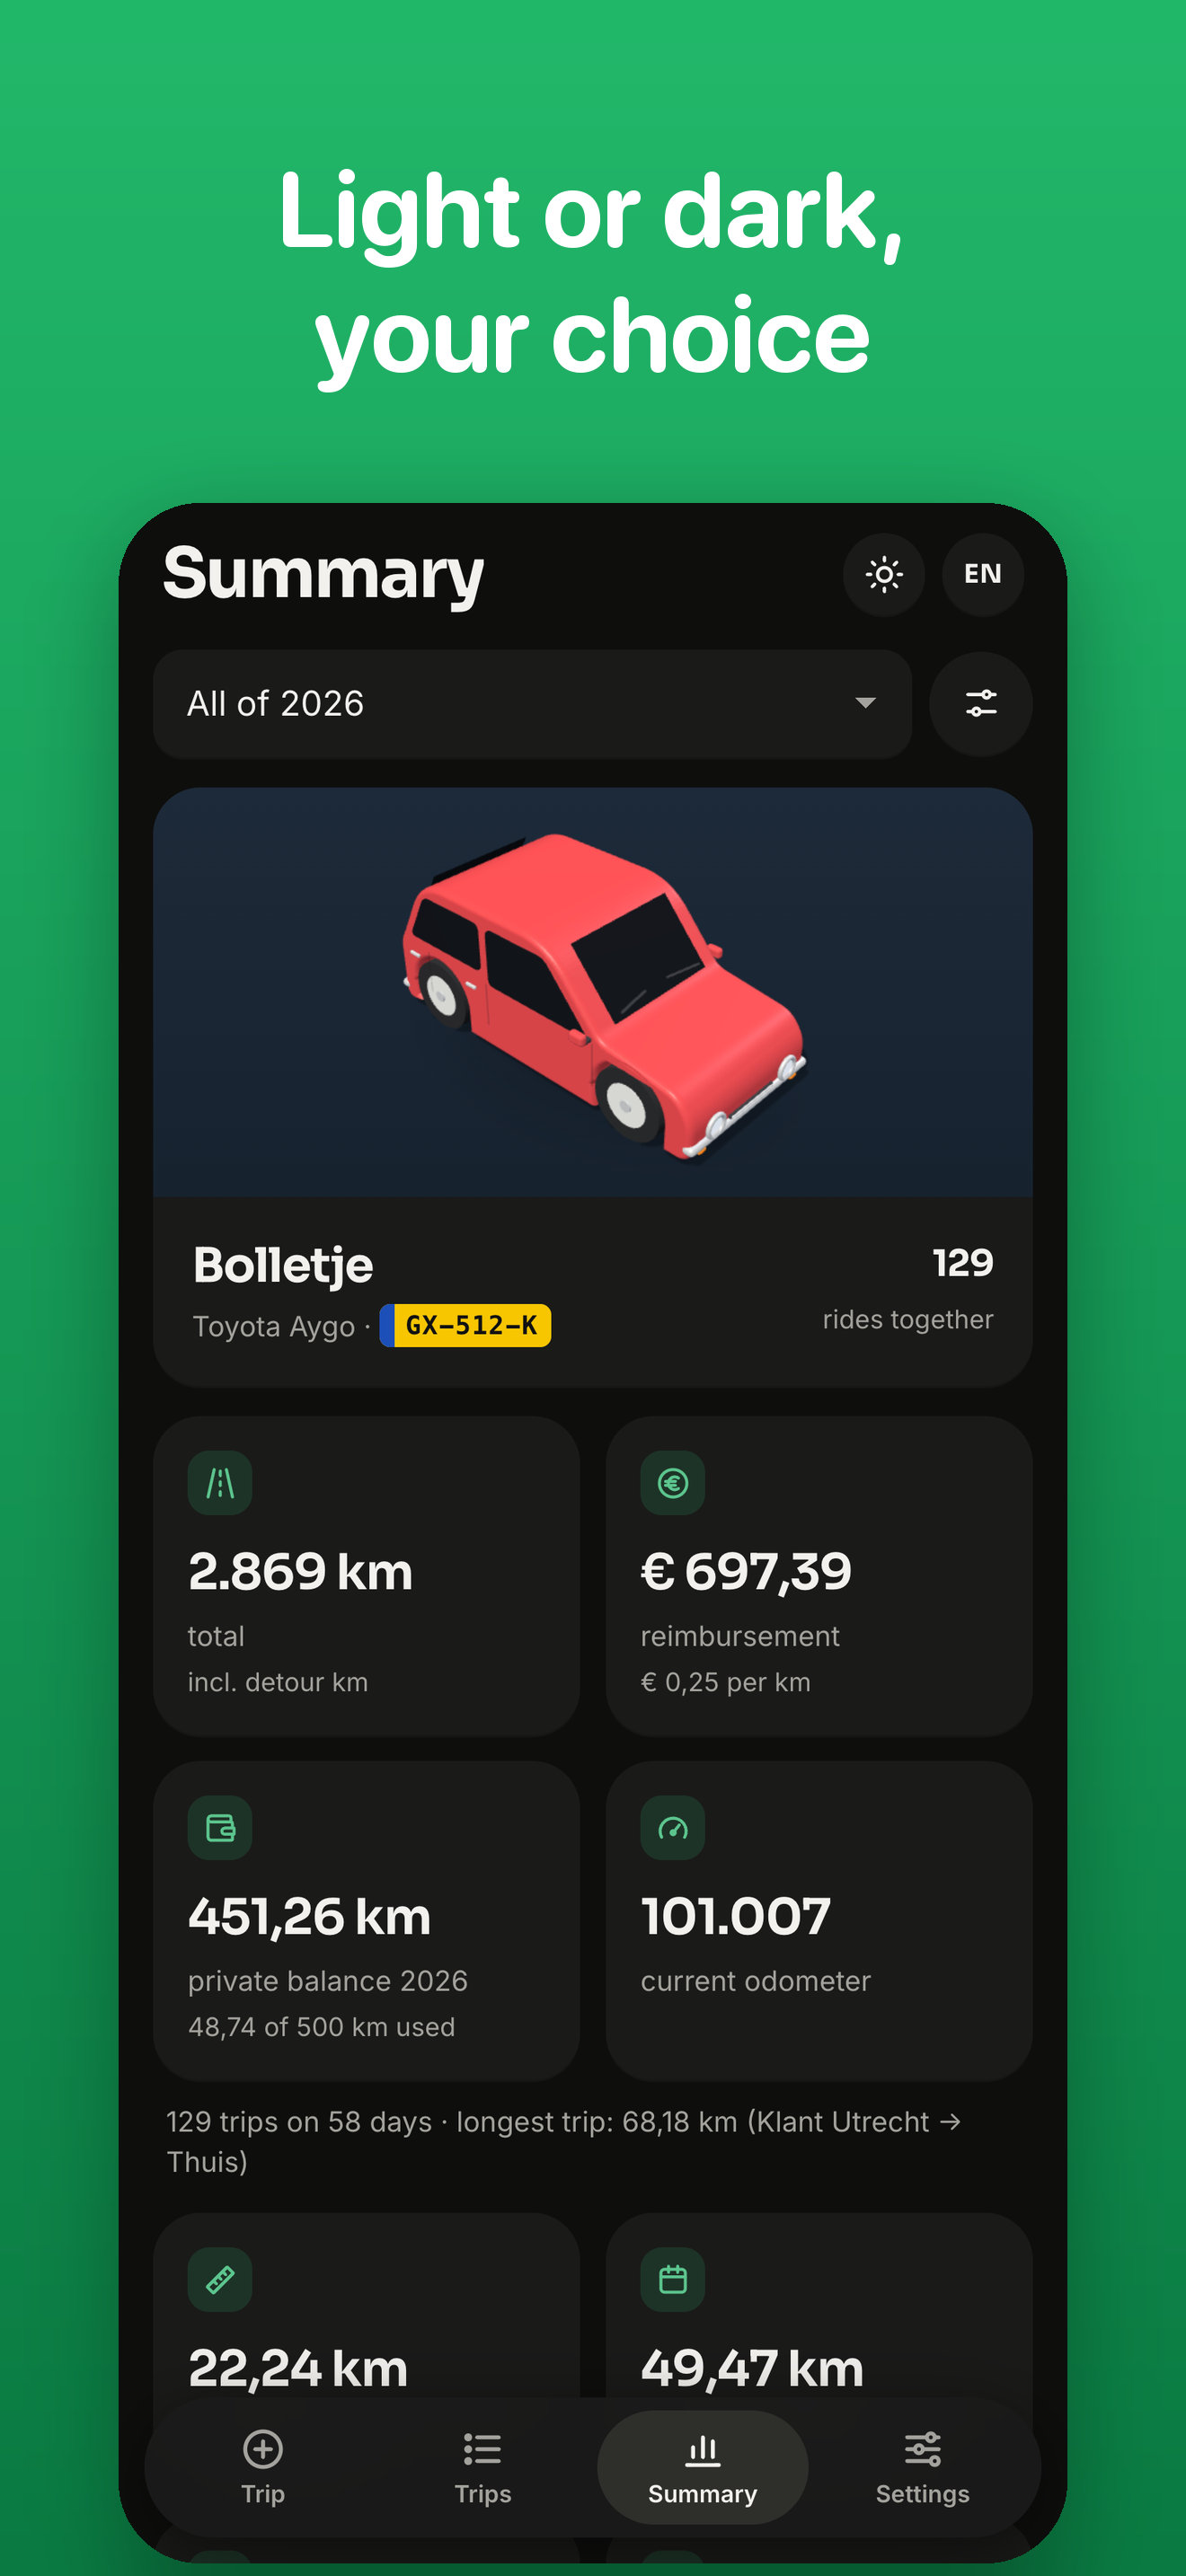 Light or dark,
your choice
Summary
EN
All of 2026
Bolletje
129
Toyota Aygo · GX-512-K
rides together
2.869 km
€ 697,39
total
reimbursement
incl. detour km
€ 0,25 per km
451,26 km
101.007
private balance 2026
current odometer
48,74 of 500 km used
129 trips on 58 days · longest trip: 68,18 km (Klant Utrecht →
Thuis)
22,24 km
49,47 km
Trip
Trips
Summary
Settings